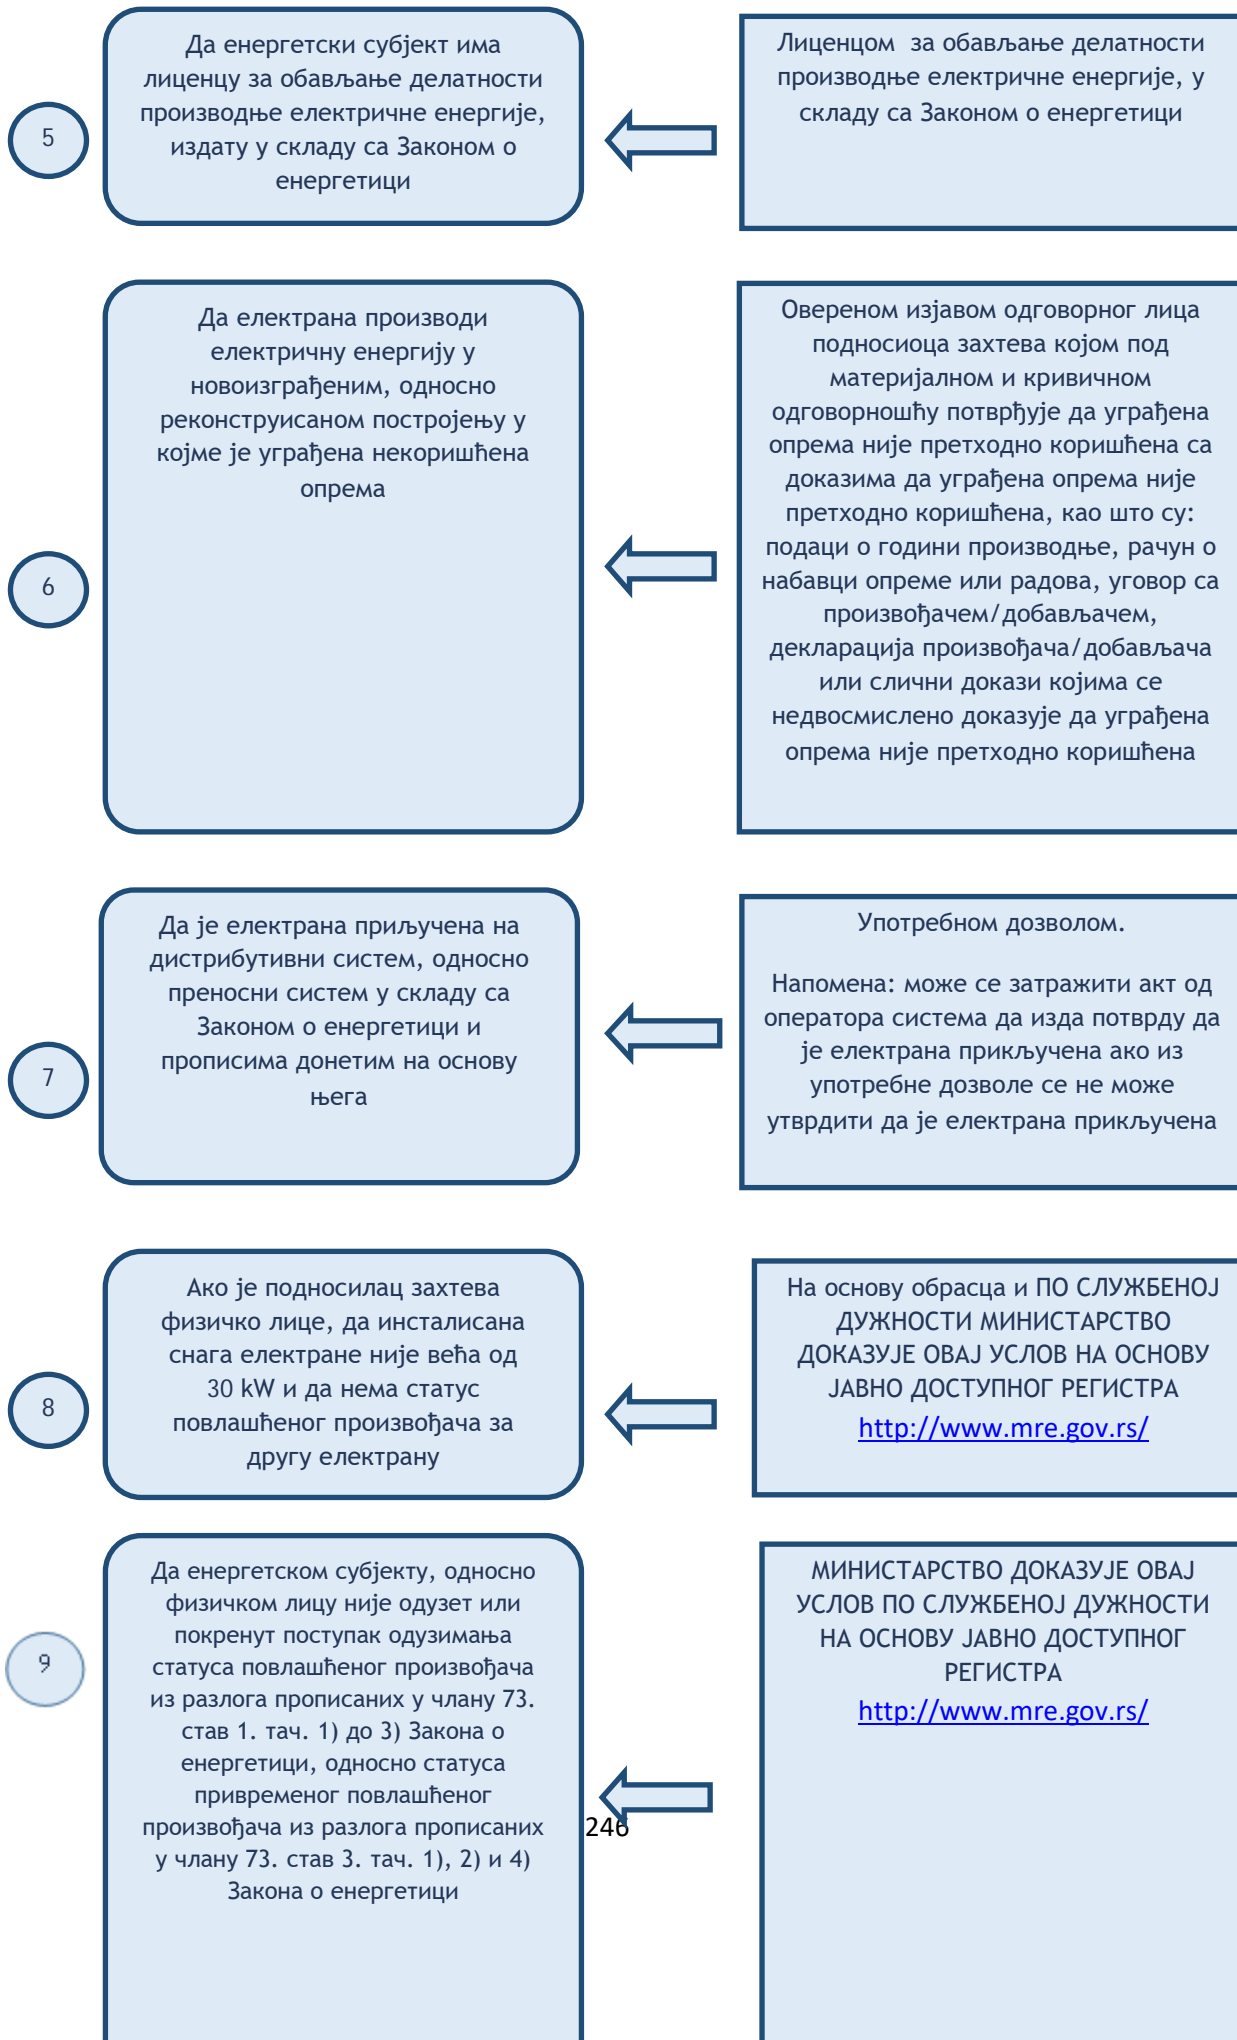 5
Да енергетски субјект има
лиценцу за обављање делатности
производње електричне енергије,
издату у складу са Законом о
енергетици
Лиценцом за обављање делатности
производње електричне енергије, у
складу са Законом о енергетици
6
Да електрана производи
електричну енергију у
новоизграђеним, односно
реконструисаном постројењу у
којме је уграђена некоришћена
опрема
Овереном изјавом одговорног лица
подносиоца захтева којом под
материјалном и кривичном
одговорношћу потврђује да уграђена
опрема није претходно коришћена са
доказима да уграђена опрема није
претходно коришћена, као што су:
подаци о години производње, рачун о
набавци опреме или радова, уговор са
произвођачем/добављачем,
декларација произвођача/добављача
или слични докази којима се
недвосмислено доказује да уграђена
опрема није претходно коришћена
7
Да је електрана приључена на
дистрибутивни систем, односно
преносни систем у складу са
Законом о енергетици и
прописима донетим на основу
њега
Употребном дозволом.
Напомена: може се затражити акт од
оператора система да изда потврду да
је електрана прикључена ако из
употребне дозволе се не може
утврдити да је електрана прикључена
8
Ако је подносилац захтева
физичко лице, да инсталисана
снага електране није већа од
30 kW и да нема статус
повлашћеног произвођача за
другу електрану
На основу обрасца и ПО СЛУЖБЕНОЈ
ДУЖНОСТИ МИНИСТАРСТВО
ДОКАЗУЈЕ ОВАЈ УСЛОВ НА ОСНОВУ
ЈАВНО ДОСТУПНОГ РЕГИСТРА
http://www.mre.gov.rs/
9
Да енергетском субјекту, односно
физичком лицу није одузет или
покренут поступак одузимања
статуса повлашћеног произвођача
из разлога прописаних у члану 73.
став 1. тач. 1) до 3) Закона о
енергетици, односно статуса
привременог повлашћеног
произвођача из разлога прописаних
у члану 73. став 3. тач. 1), 2) и 4)
Закона о енергетици
МИНИСТАРСТВО ДОКАЗУЈЕ ОВАЈ
УСЛОВ ПО СЛУЖБЕНОЈ ДУЖНОСТИ
НА ОСНОВУ ЈАВНО ДОСТУПНОГ
РЕГИСТРА
http://www.mre.gov.rs/
246